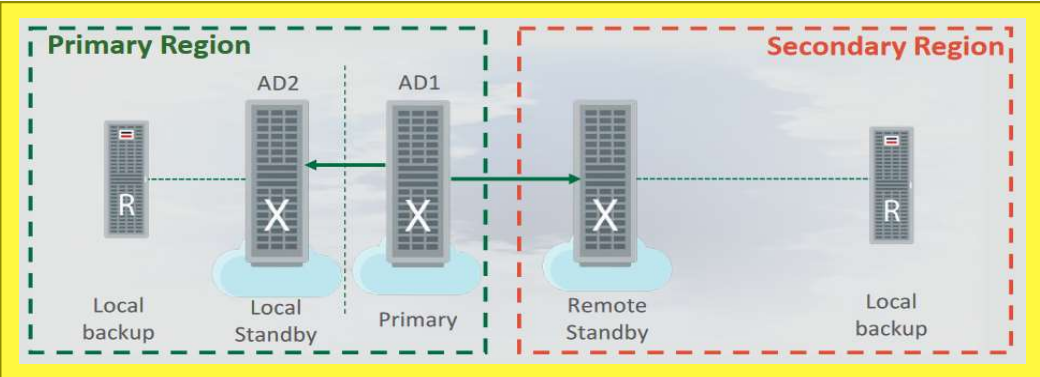 Primary Region
Secondary Region
AD2
AD1
R
X
X
X
R
Local
backup
Local
Standby
Primary
Remote
Standby
Local
backup